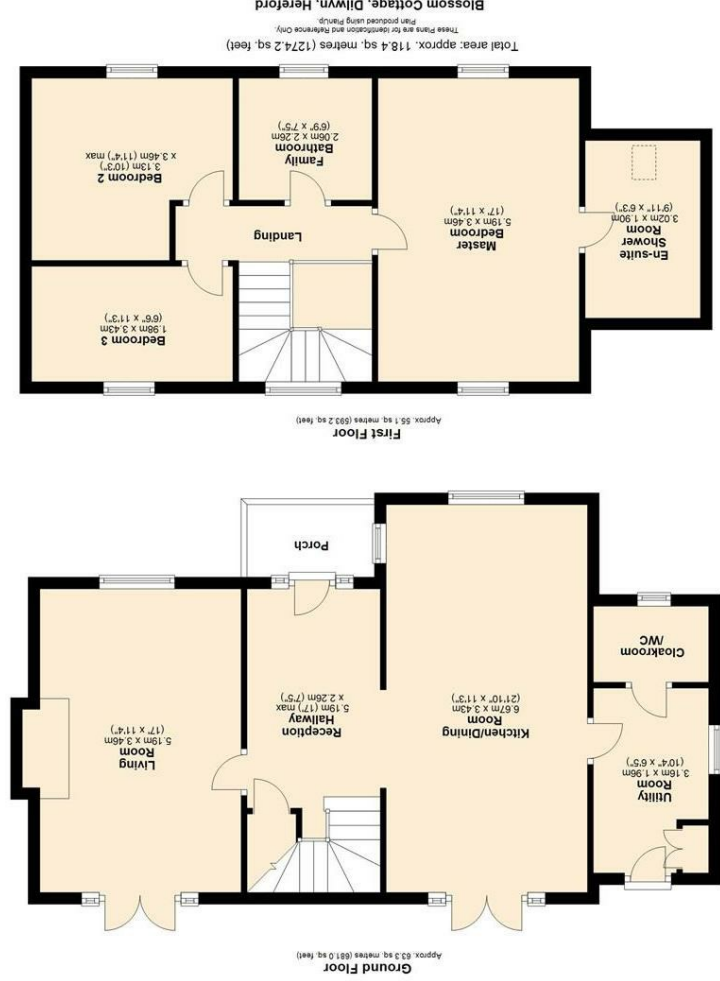 Ground Floor
Approx. 63.3 sq. metres (681.0 sq. feet)
Utility
Room
3.16m x 1.96m
(10'4" x 6'5")
Kitchen/Dining
Room
6.67m x 3.43m
(21'10" x 11'3")
Reception
Hallway
5.19m (17') max
x 2.26m (7'5")
Living
Room
5.19m x 3.46m
(17' x 11'4")
Cloakroom
/WC
Porch
First Floor
Approx. 55.1 sq. metres (593.2 sq. feet)
Bedroom 3
1.98m x 3.43m
(6'6" x 11'3")
En-suite
Shower
Room
3.02m x 1.90m
(9'11" x 6'3")
Master
Bedroom
5.19m x 3.46m
(17' x 11'4")
Landing
Family
Bathroom
2.06m x 2.26m
(6'9" x 7'5")
Bedroom 2
3.13m (10'3")
x 3.46m (11'4") max
Total area: approx. 118.4 sq. metres (1274.2 sq. feet)
These Plans are for Identification and Reference Only.
Plan produced using PlanUp.
Blossom Cottage, Dilwyn, Hereford